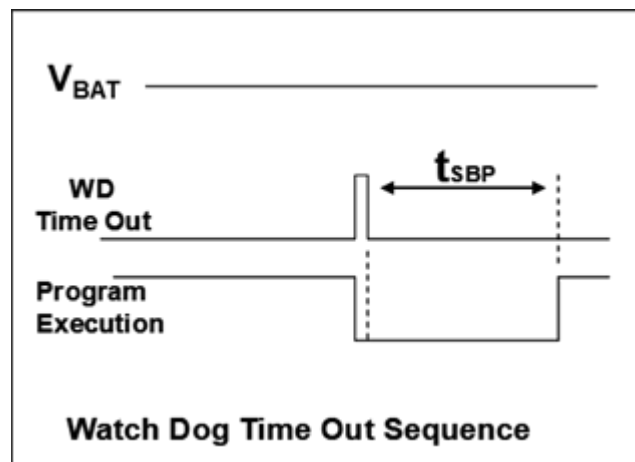 VBAT
WD
Time Out
tSBP
Program
Execution
Watch Dog Time Out Sequence